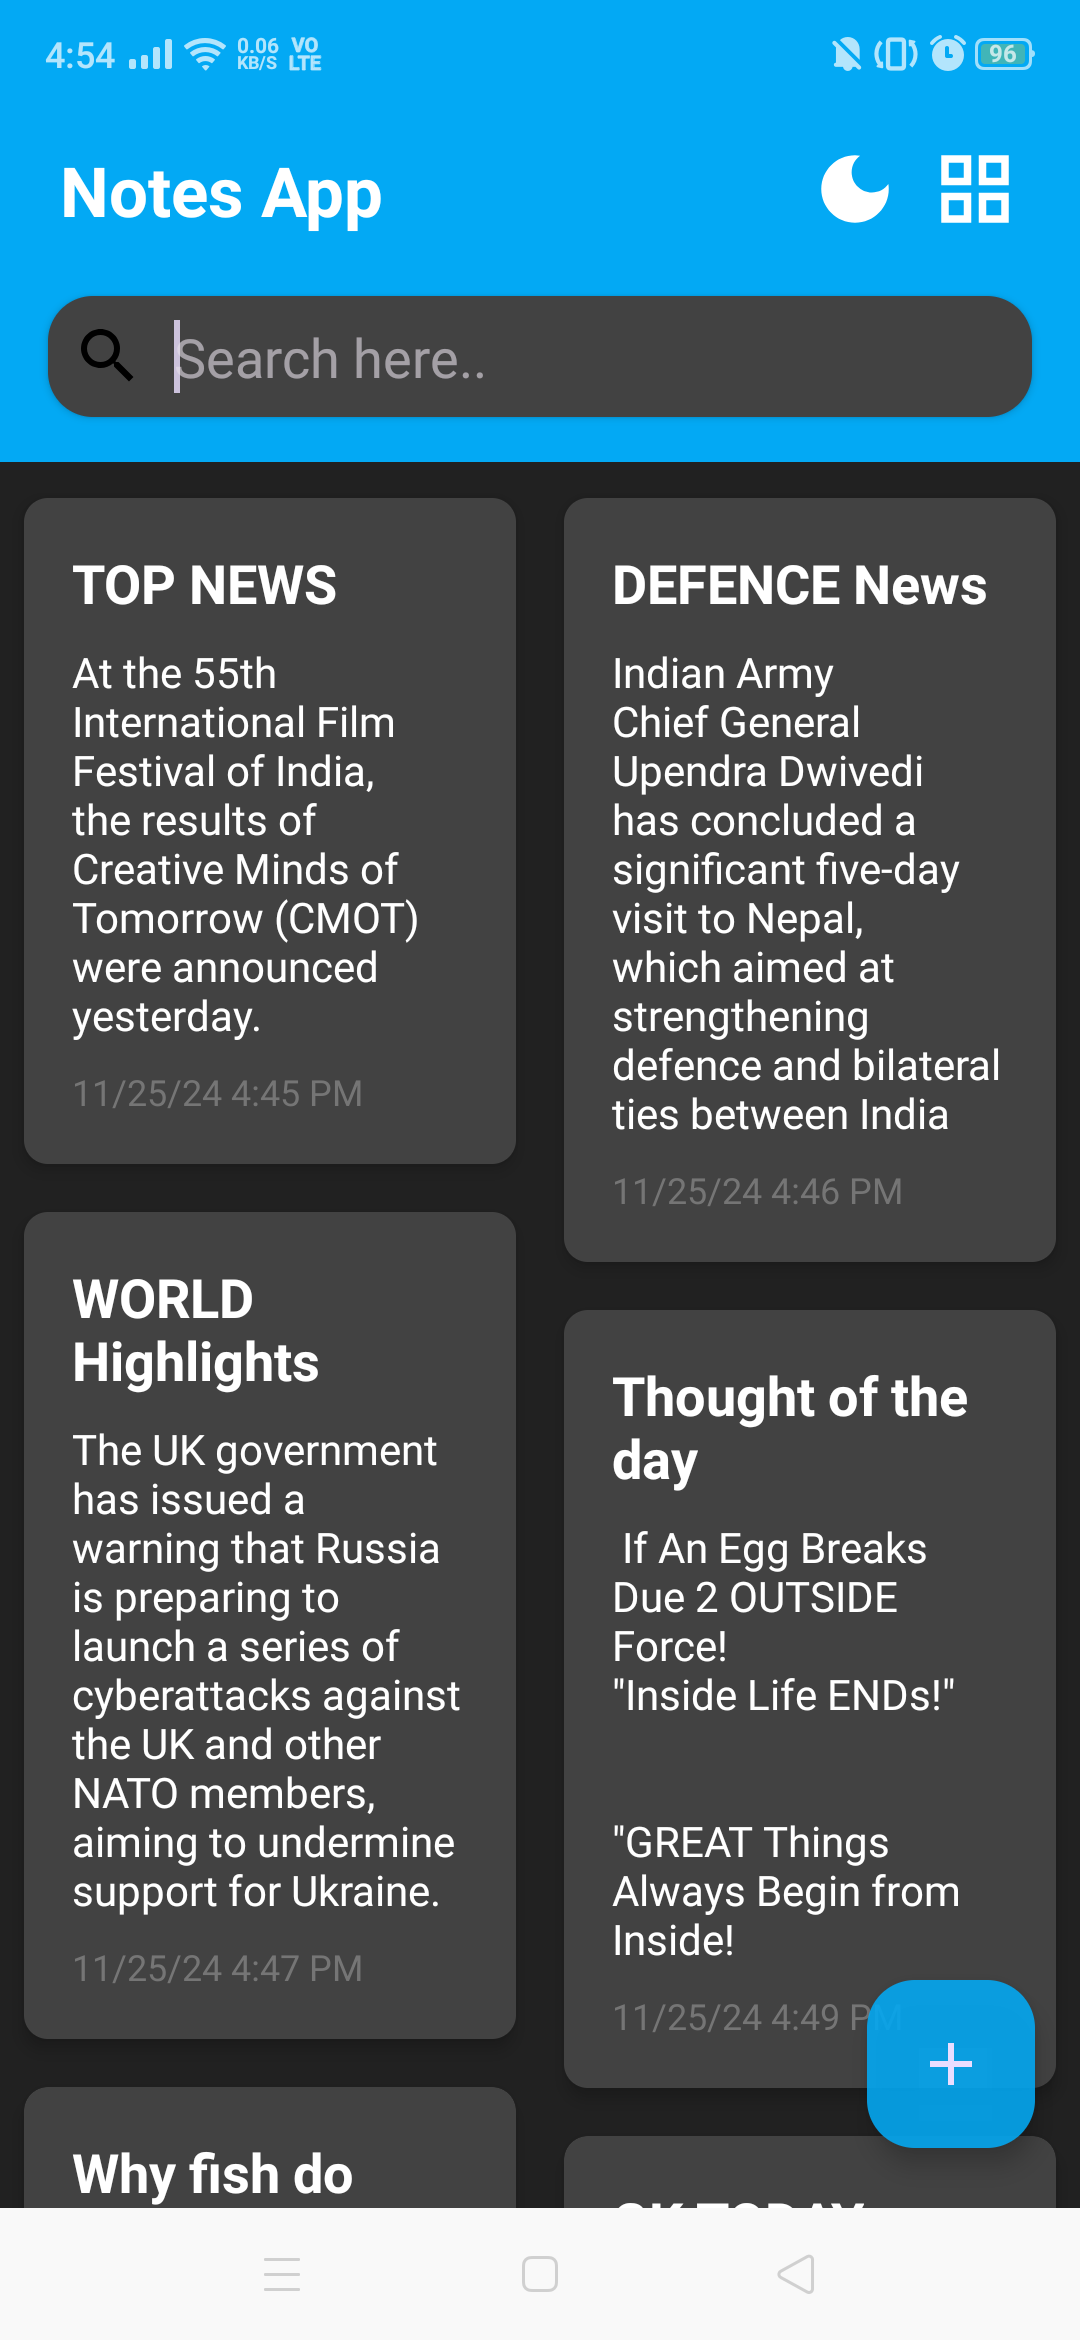 4:54
0.06
KB/S
VO
LTE
96
Notes App
Search here..
TOP NEWS
At the 55th
International Film
Festival of India,
the results of
Creative Minds of
Tomorrow (CMOT)
were announced
yesterday.
11/25/24 4:45 PM
DEFENCE News
Indian Army
Chief General
Upendra Dwivedi
has concluded a
significant five-day
visit to Nepal,
which aimed at
strengthening
defence and bilateral
ties between India
11/25/24 4:46 PM
WORLD
Highlights
The UK government
has issued a
warning that Russia
is preparing to
launch a series of
cyberattacks against
the UK and other
NATO members,
aiming to undermine
support for Ukraine.
11/25/24 4:47 PM
Thought of the
day
If An Egg Breaks
Due 2 OUTSIDE
Force!
"Inside Life ENDs!"
"GREAT Things
Always Begin from
Inside!
11/25/24 4:49 PM
Why fish do
GK TODAY